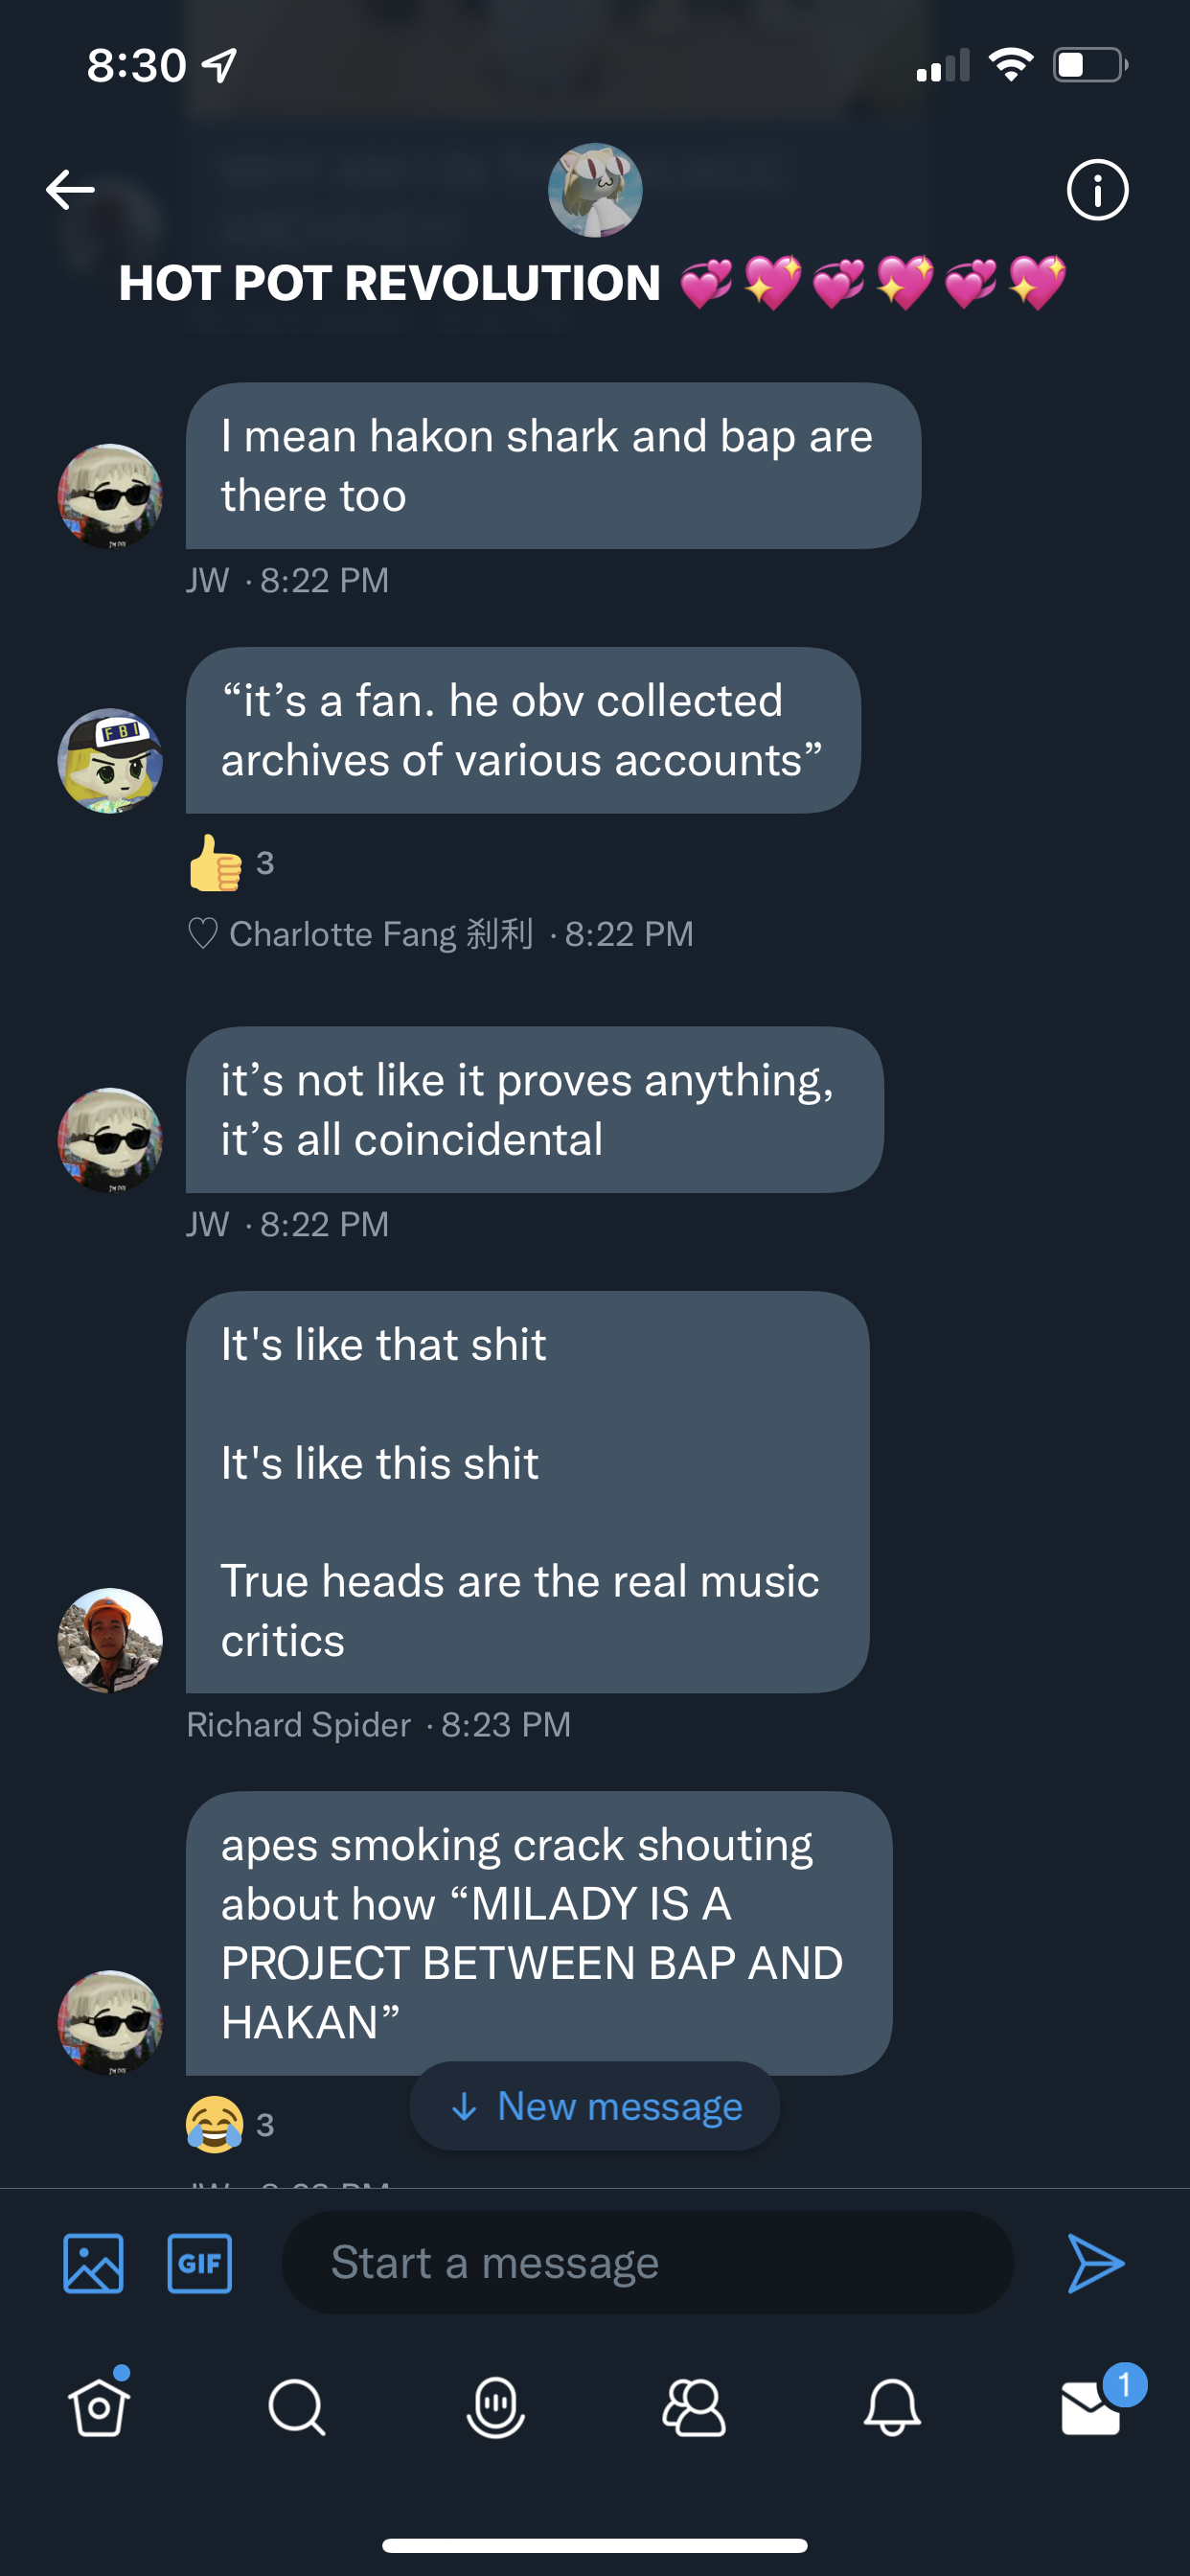 8:30
HOT POT REVOLUTION 💞💖💞💖💞💖
I mean hakon shark and bap are
there too
JW · 8:22 PM
FBI
“it’s a fan. he obv collected
archives of various accounts”
👍 3
♡ Charlotte Fang 刹利 · 8:22 PM
it’s not like it proves anything,
it’s all coincidental
JW · 8:22 PM
It's like that shit
It's like this shit
True heads are the real music
critics
Richard Spider · 8:23 PM
apes smoking crack shouting
about how “MILADY IS A
PROJECT BETWEEN BAP AND
HAKAN”
😂 3
↓ New message
GIF
Start a message
1